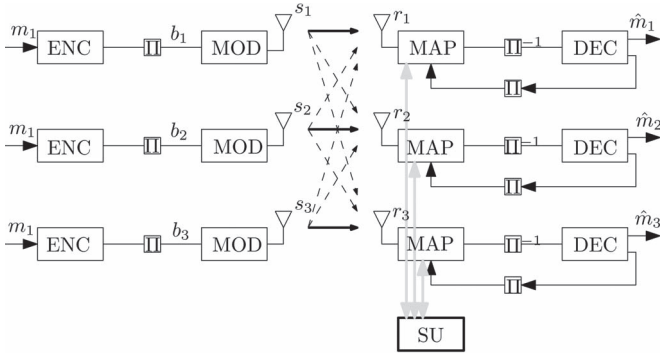 m₁ ENC Π b₁ MOD s₁ r₁ MAP Π⁻¹ DEC m̂₁
Π
m₁ ENC Π b₂ MOD s₂ r₂ MAP Π⁻¹ DEC m̂₂
Π
m₁ ENC Π b₃ MOD s₃ r₃ MAP Π⁻¹ DEC m̂₃
Π
SU